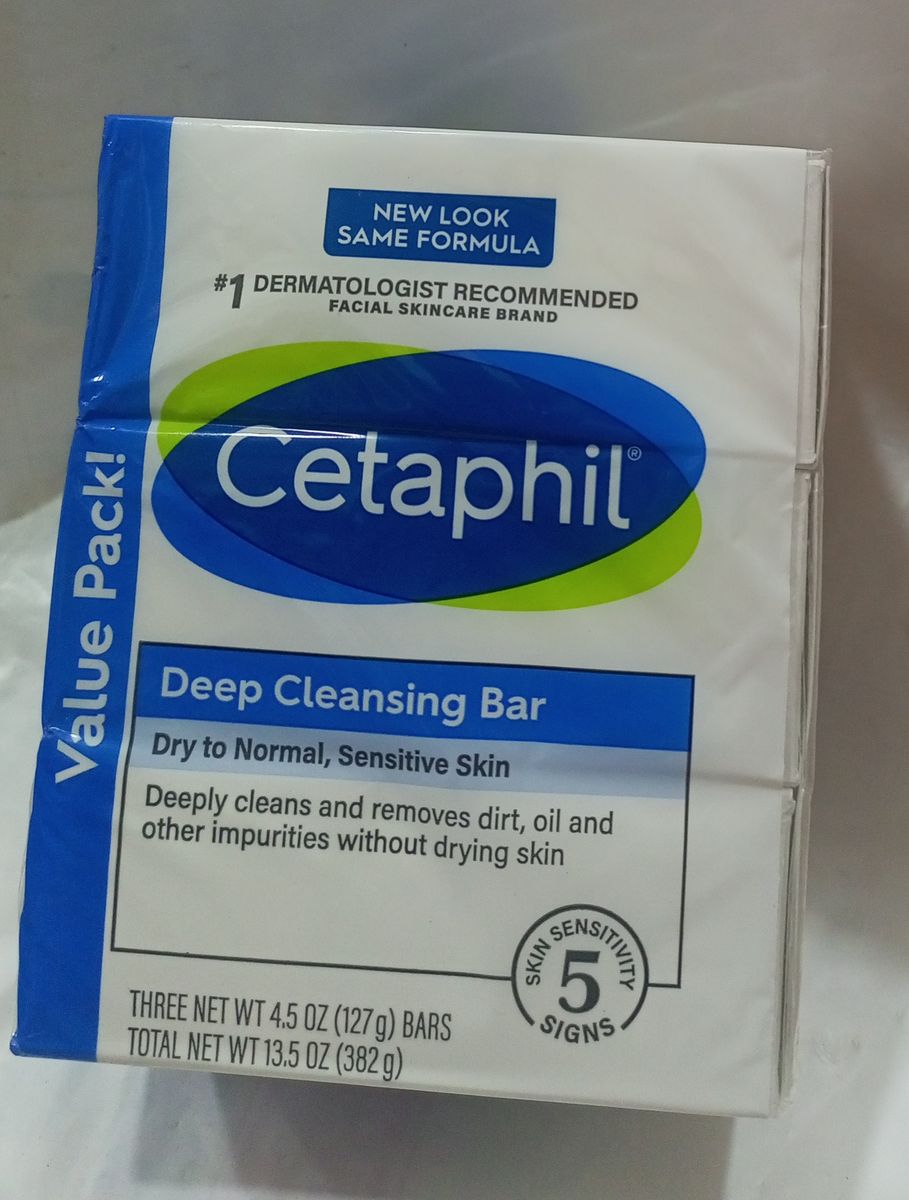 NEW LOOK
SAME FORMULA
#1 DERMATOLOGIST RECOMMENDED
FACIAL SKINCARE BRAND
Cetaphil®
Value Pack!
Deep Cleansing Bar
Dry to Normal, Sensitive Skin
Deeply cleans and removes dirt, oil and
other impurities without drying skin
SKIN SENSITIVITY
5
SIGNS
THREE NET WT 4.5 OZ (127g) BARS
TOTAL NET WT 13.5 OZ (382 g)